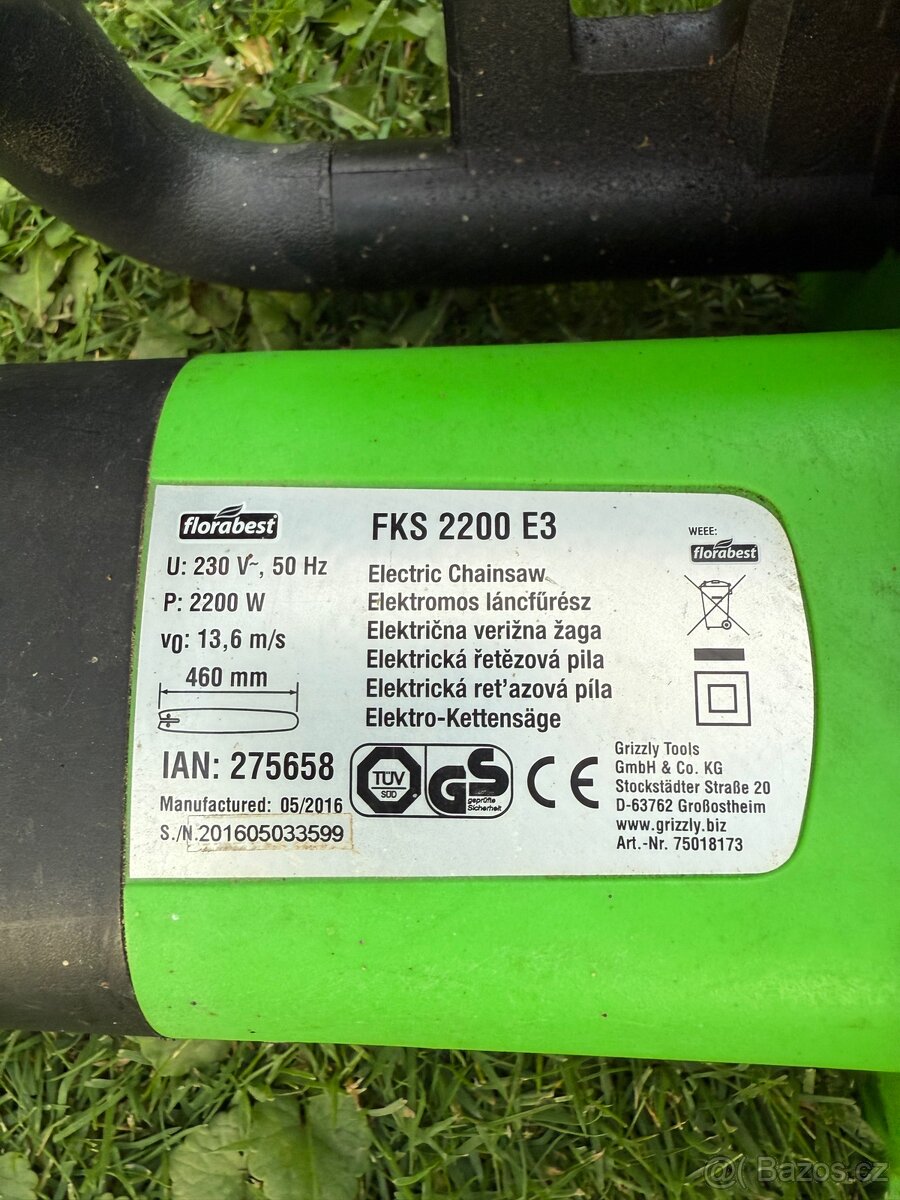 florabest
FKS 2200 E3
U: 230 V~, 50 Hz
P: 2200 W
v0: 13,6 m/s
460 mm
IAN: 275658
Manufactured: 05/2016
S./N.201605033599
Electric Chainsaw
Elektromos láncfűrész
Električna verižna žaga
Elektrická řetězová pila
Elektrická ret'azová píla
Elektro-Kettensäge
TÜV
SÜD
GS
geprüfte
Sicherheit
CE
WEEE:
florabest
Grizzly Tools
GmbH & Co. KG
Stockstädter Straße 20
D-63762 Großostheim
www.grizzly.biz
Art.-Nr. 75018173
@ Bazos.cz